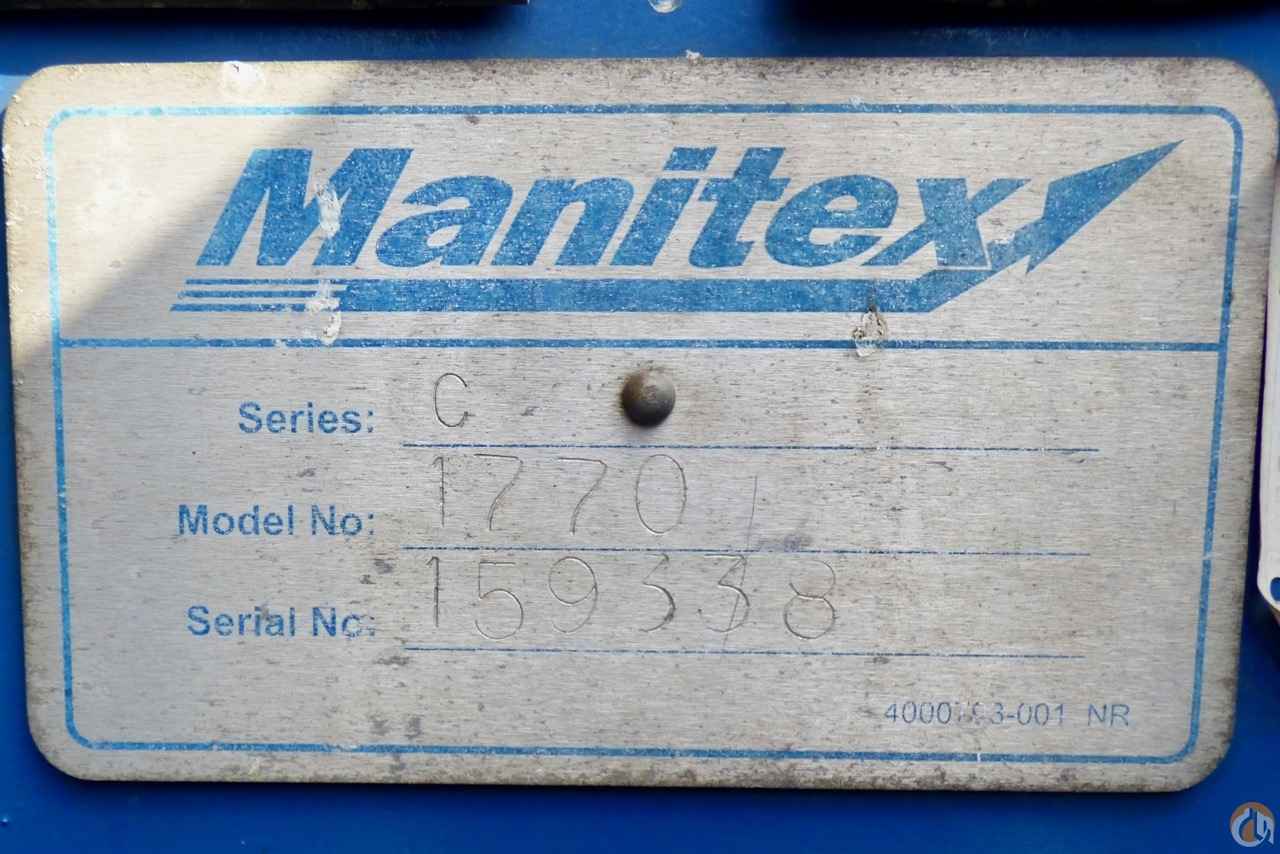 Manitex
Series: C
Model No: 1770
Serial No: 159338
NR